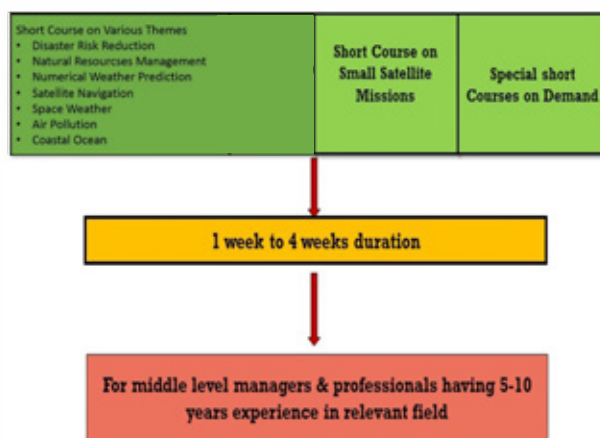 Short Course on Various Themes
• Disaster Risk Reduction
• Natural Resourcses Management
• Numerical Weather Prediction
• Satellite Navigation
• Space Weather
• Air Pollution
• Coastal Ocean
Short Course on
Small Satellite
Missions
Special short
Courses on Demand
1 week to 4 weeks duration
For middle level managers & professionals having 5-10
years experience in relevant field